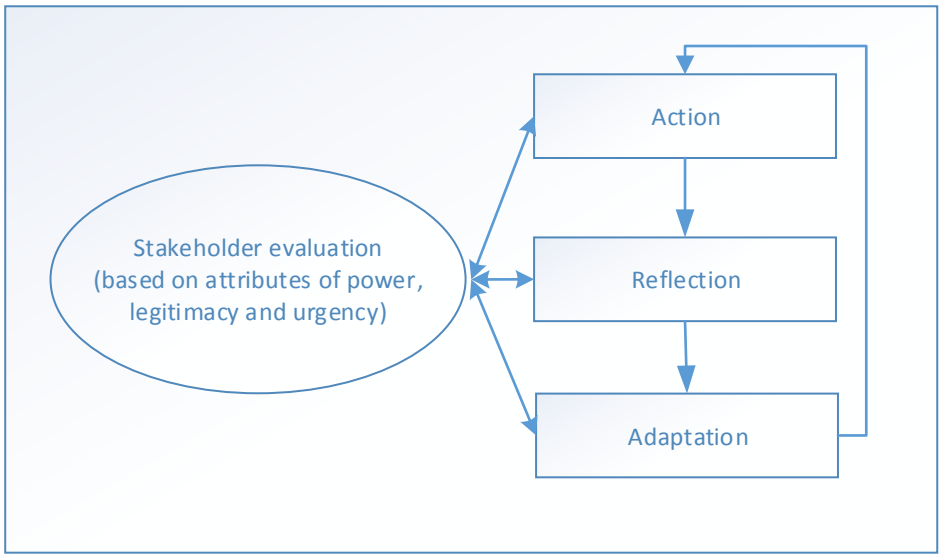 Action
Stakeholder evaluation
(based on attributes of power,
legitimacy and urgency)
Reflection
Adaptation